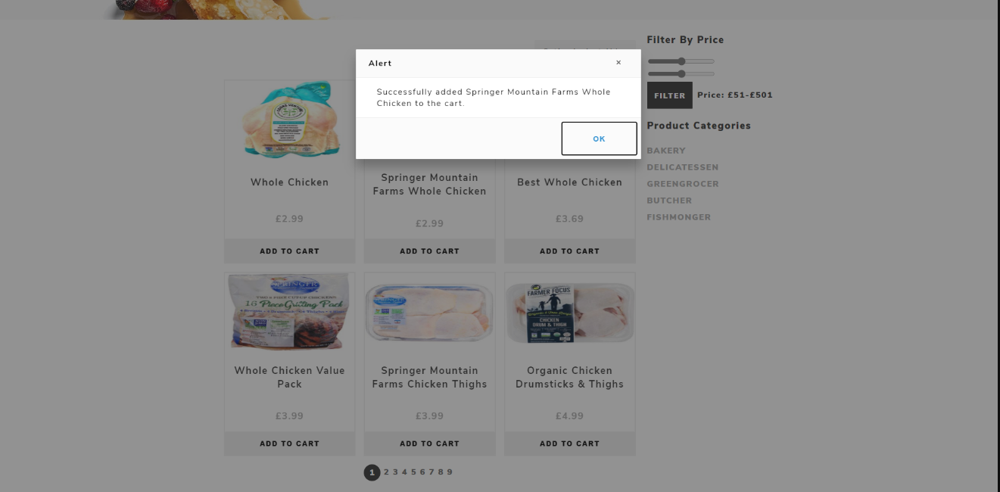 Alert
×
Successfully added Springer Mountain Farms Whole
Chicken to the cart.
OK
Filter By Price
FILTER
Price: £51-£501
Product Categories
BAKERY
DELICATESSEN
GREENGROCER
BUTCHER
FISHMONGER
Whole Chicken
£2.99
ADD TO CART
Springer Mountain
Farms Whole Chicken
£2.99
ADD TO CART
Best Whole Chicken
£3.69
ADD TO CART
SPRINGER
16 Piece Grilling Pack
Whole Chicken Value
Pack
£3.99
ADD TO CART
Springer Mountain
Farms Chicken Thighs
£3.99
ADD TO CART
FARMER FOCUS
CHICKEN
DRUM & THIGH
Organic Chicken
Drumsticks & Thighs
£4.99
ADD TO CART
1 2 3 4 5 6 7 8 9